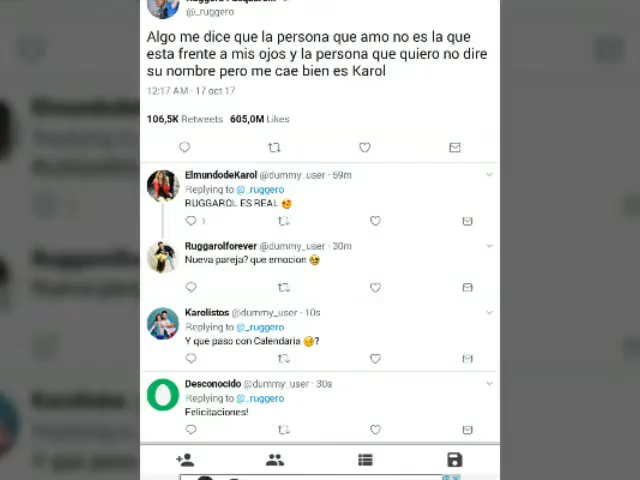 @_ruggero
Algo me dice que la persona que amo no es la que
esta frente a mis ojos y la persona que quiero no dire
su nombre pero me cae bien es Karol
12:17 AM · 17 oct 17
106,5K Retweets 605,0M Likes
ElmundodeKarol @dummy_user · 59m
Replying to @_ruggero
RUGGAROL ES REAL 😍
1
Ruggarolforever @dummy_user · 30m
Nueva pareja? que emocion
Karolistos @dummy_user · 10s
Replying to @_ruggero
Y que paso con Calendaria ?
Desconocido @dummy_user · 30s
Replying to @_ruggero
Felicitaciones!